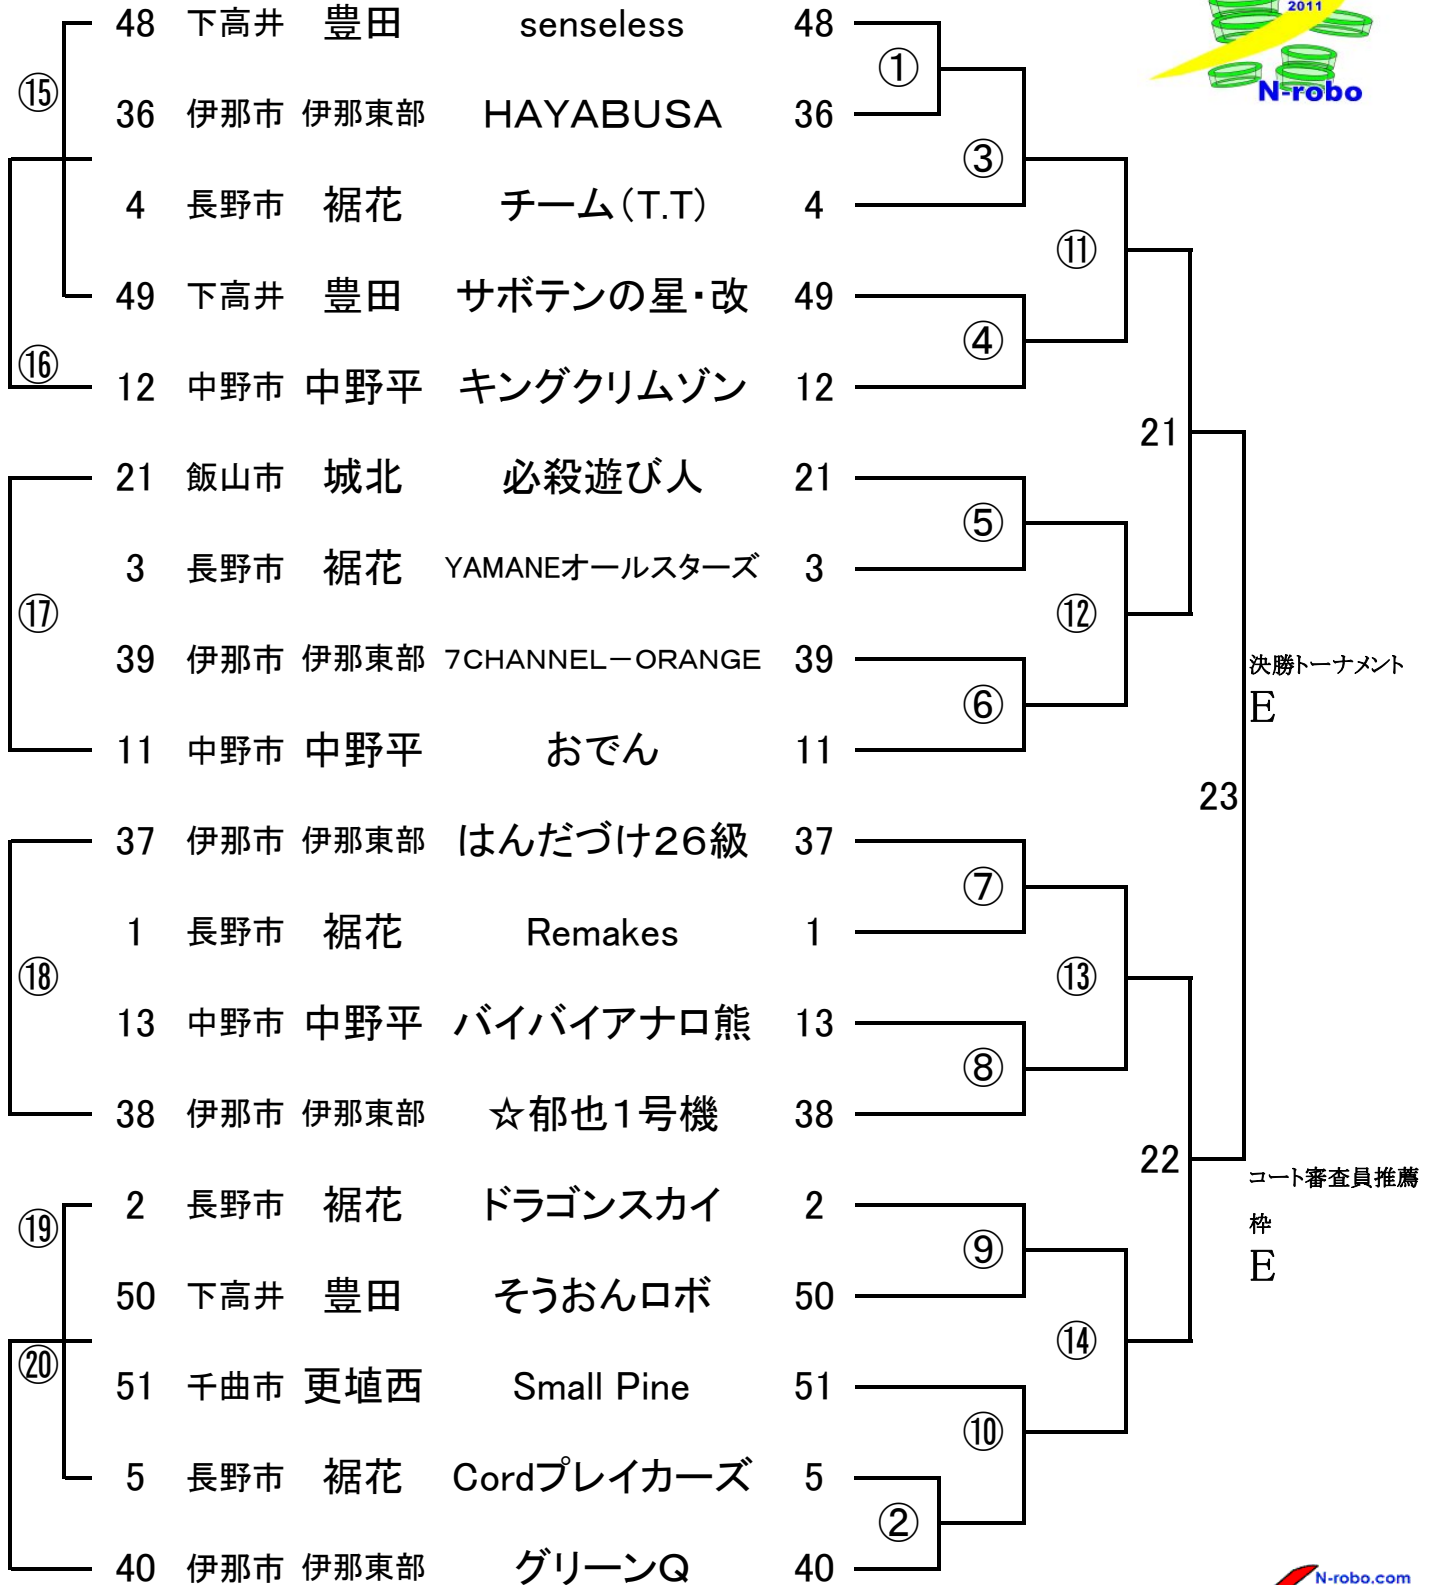 2011
N-robo
48 下高井 豊田 senseless 48
①
⑮
36 伊那市 伊那東部 HAYABUSA 36
③
4 長野市 裾花 チーム(T.T) 4
⑪
49 下高井 豊田 サボテンの星・改 49
④
⑯
12 中野市 中野平 キングクリムゾン 12
21
21 飯山市 城北 必殺遊び人 21
⑤
3 長野市 裾花 YAMANEオールスターズ 3
⑰
⑫
39 伊那市 伊那東部 7CHANNEL－ORANGE 39
決勝トーナメント
E
⑥
11 中野市 中野平 おでん 11
23
37 伊那市 伊那東部 はんだづけ26級 37
⑦
1 長野市 裾花 Remakes 1
⑱
⑬
13 中野市 中野平 バイバイアナロ熊 13
⑧
38 伊那市 伊那東部 ☆郁也1号機 38
22
コート審査員推薦
枠
E
2 長野市 裾花 ドラゴンスカイ 2
⑲
⑨
50 下高井 豊田 そうおんロボ 50
⑭
⑳
51 千曲市 更埴西 Small Pine 51
⑩
5 長野市 裾花 Cordプレイカーズ 5
②
40 伊那市 伊那東部 グリーンQ 40
N-robo.com